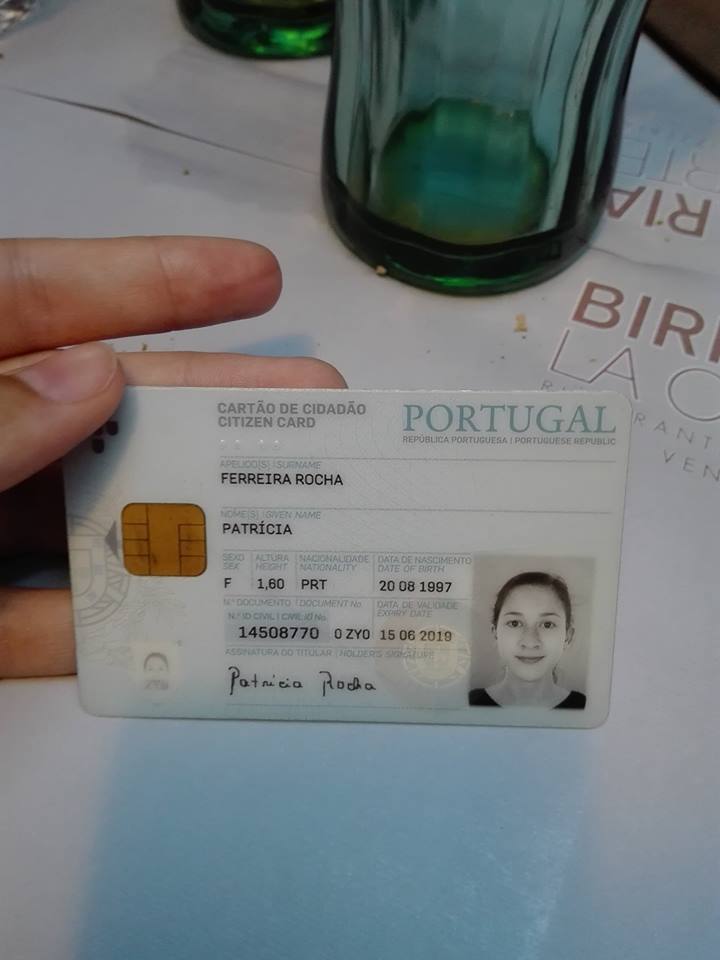 BIRR
LA C
VEN
CARTÃO DE CIDADÃO
CITIZEN CARD
PORTUGAL
REPÚBLICA PORTUGUESA | PORTUGUESE REPUBLIC
APELIDO[S] | SURNAME
FERREIRA ROCHA
NOME[S] | GIVEN NAME
PATRÍCIA
SEXO ALTURA NACIONALIDADE DATA DE NASCIMENTO
SEX HEIGHT NATIONALITY DATE OF BIRTH
F 1,60 PRT 20 08 1997
N.º DOCUMENTO | DOCUMENT No. DATA DE VALIDADE
N.º ID CIVIL | CIVIL ID No. EXPIRY DATE
14508770 0 ZY0 15 06 2019
ASSINATURA DO TITULAR | HOLDER'S SIGNATURE
Patrícia Rocha